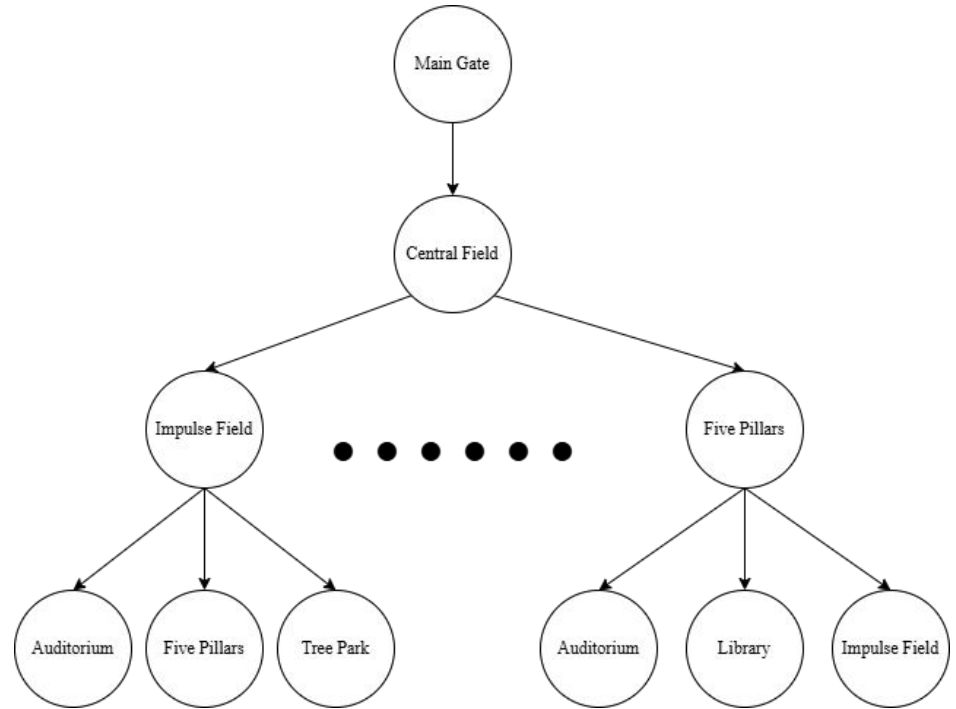 Main Gate
Central Field
Impulse Field
Five Pillars
Auditorium
Five Pillars
Tree Park
Auditorium
Library
Impulse Field